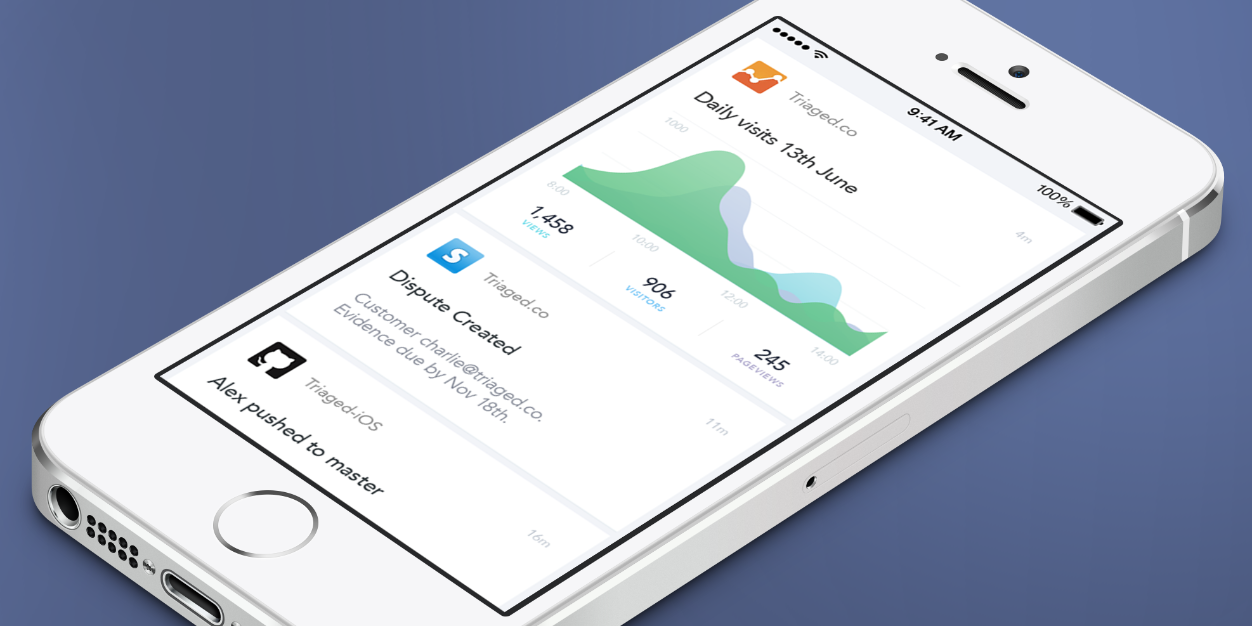 9:41 AM
100%
Triaged.co
4m
Daily visits 13th June
1000
8:00
10:00
12:00
14:00
1,458
VIEWS
906
VISITORS
245
PAGEVIEWS
S
Triaged.co
11m
Dispute Created
Customer charlie@triaged.co.
Evidence due by Nov 18th.
Triaged-iOS
16m
Alex pushed to master